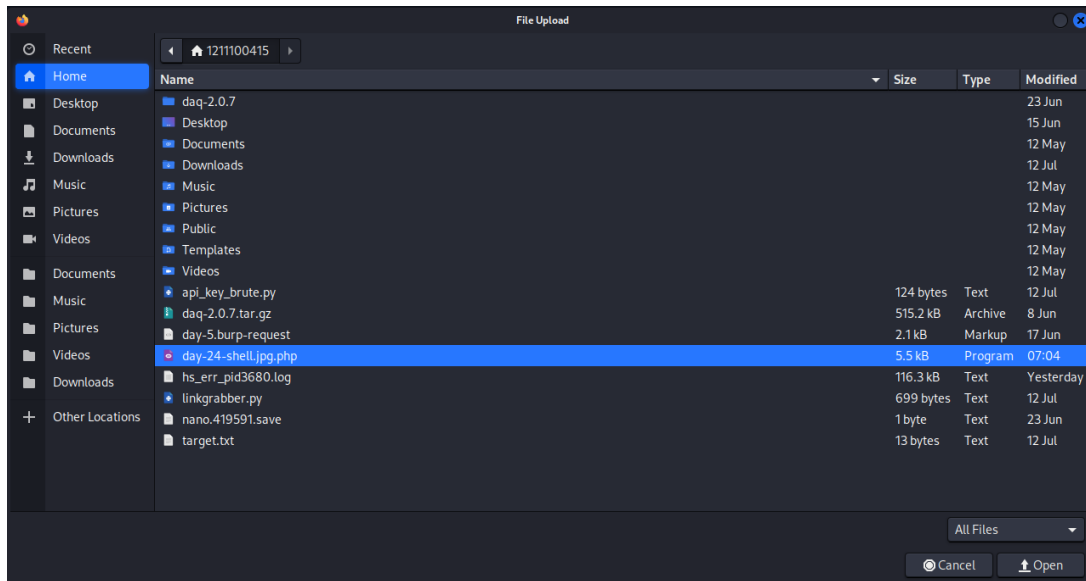 File Upload
Recent
Home
Desktop
Documents
Downloads
Music
Pictures
Videos
Documents
Music
Pictures
Videos
Downloads
Other Locations
1211100415
Name Size Type Modified
daq-2.0.7 23 Jun
Desktop 15 Jun
Documents 12 May
Downloads 12 Jul
Music 12 May
Pictures 12 May
Public 12 May
Templates 12 May
Videos 12 May
api_key_brute.py 124 bytes Text 12 Jul
daq-2.0.7.tar.gz 515.2 kB Archive 8 Jun
day-5.burp-request 2.1 kB Markup 17 Jun
day-24-shell.jpg.php 5.5 kB Program 07:04
hs_err_pid3680.log 116.3 kB Text Yesterday
linkgrabber.py 699 bytes Text 12 Jul
nano.419591.save 1 byte Text 23 Jun
target.txt 13 bytes Text 12 Jul
All Files
Cancel Open